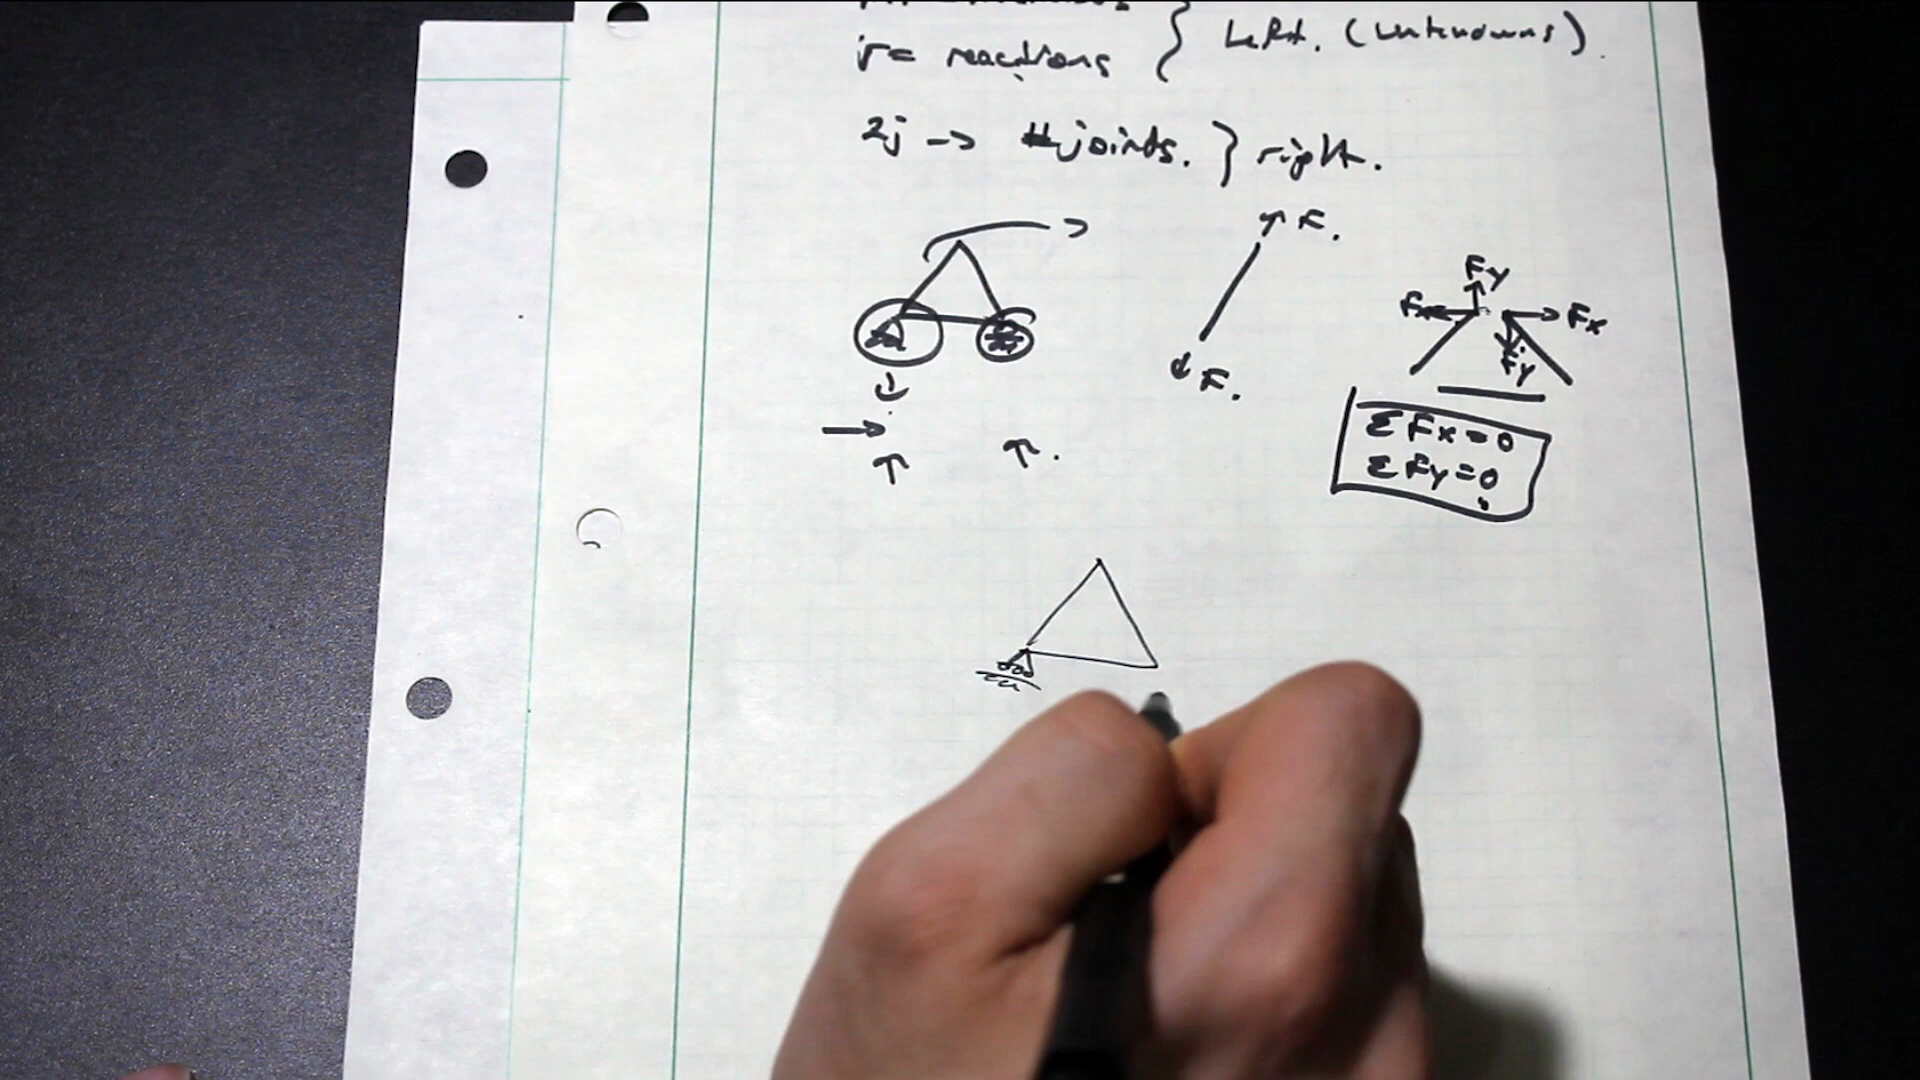 r = reactions } Left. (unknowns).
2j -> # joints. } right.
F.
F.
Fy
Fx
Fx
Fy
ΣFx=0
ΣFy=0